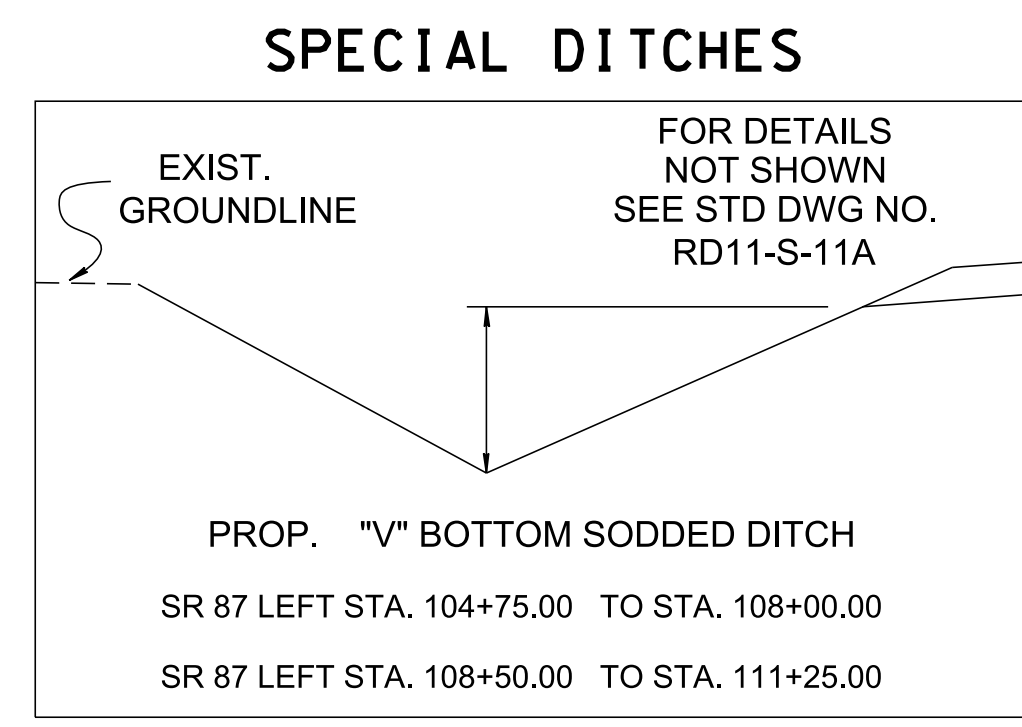 SPECIAL DITCHES
EXIST.
GROUNDLINE
FOR DETAILS
NOT SHOWN
SEE STD DWG NO.
RD11-S-11A
PROP. "V" BOTTOM SODDED DITCH
SR 87 LEFT STA. 104+75.00 TO STA. 108+00.00
SR 87 LEFT STA. 108+50.00 TO STA. 111+25.00